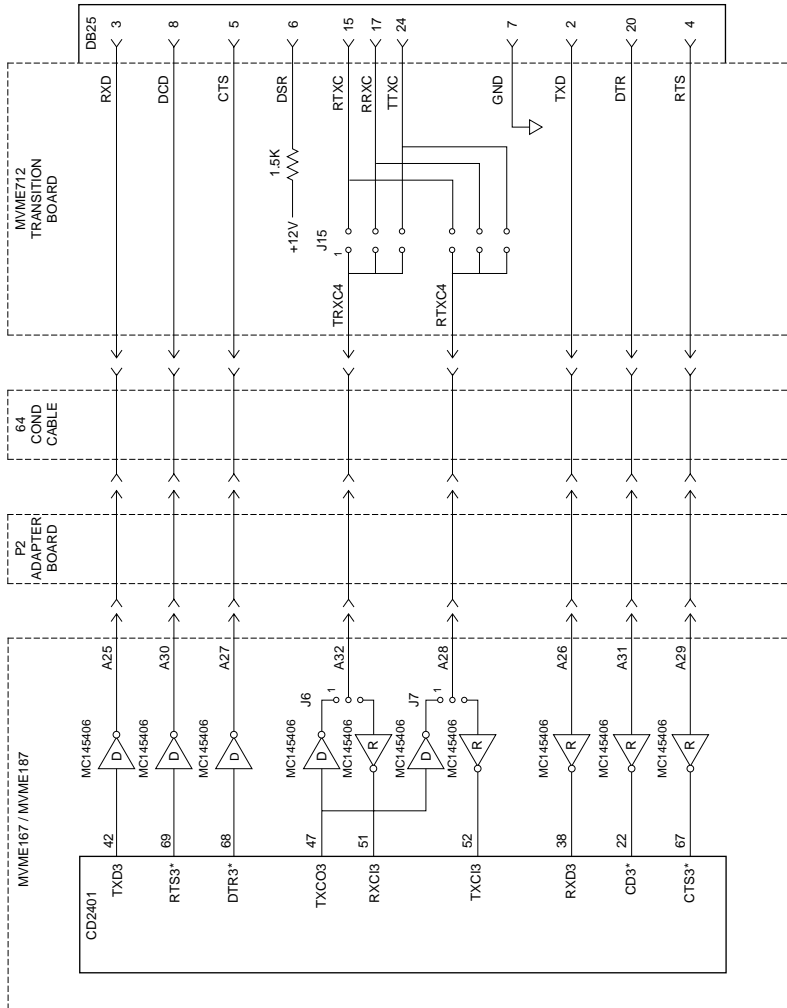 DB25
3
8
5
6
15
17
24
7
2
20
4
MVME712
TRANSITION
BOARD
RXD
DCD
CTS
DSR
RTXC
RRXC
TTXC
GND
TXD
DTR
RTS
1.5K
+12V
J15
1
TRXC4
RTXC4
64
COND
CABLE
P2
ADAPTER
BOARD
MVME167 / MVME187
A25
A30
A27
A32
A28
A26
A31
A29
J6
1
J7
1
MC145406
D
MC145406
D
MC145406
D
MC145406
D
MC145406
R
MC145406
D
MC145406
R
MC145406
R
MC145406
R
MC145406
R
42
69
68
47
51
52
38
22
67
CD2401
TXD3
RTS3*
DTR3*
TXCO3
RXCI3
TXCI3
RXD3
CD3*
CTS3*